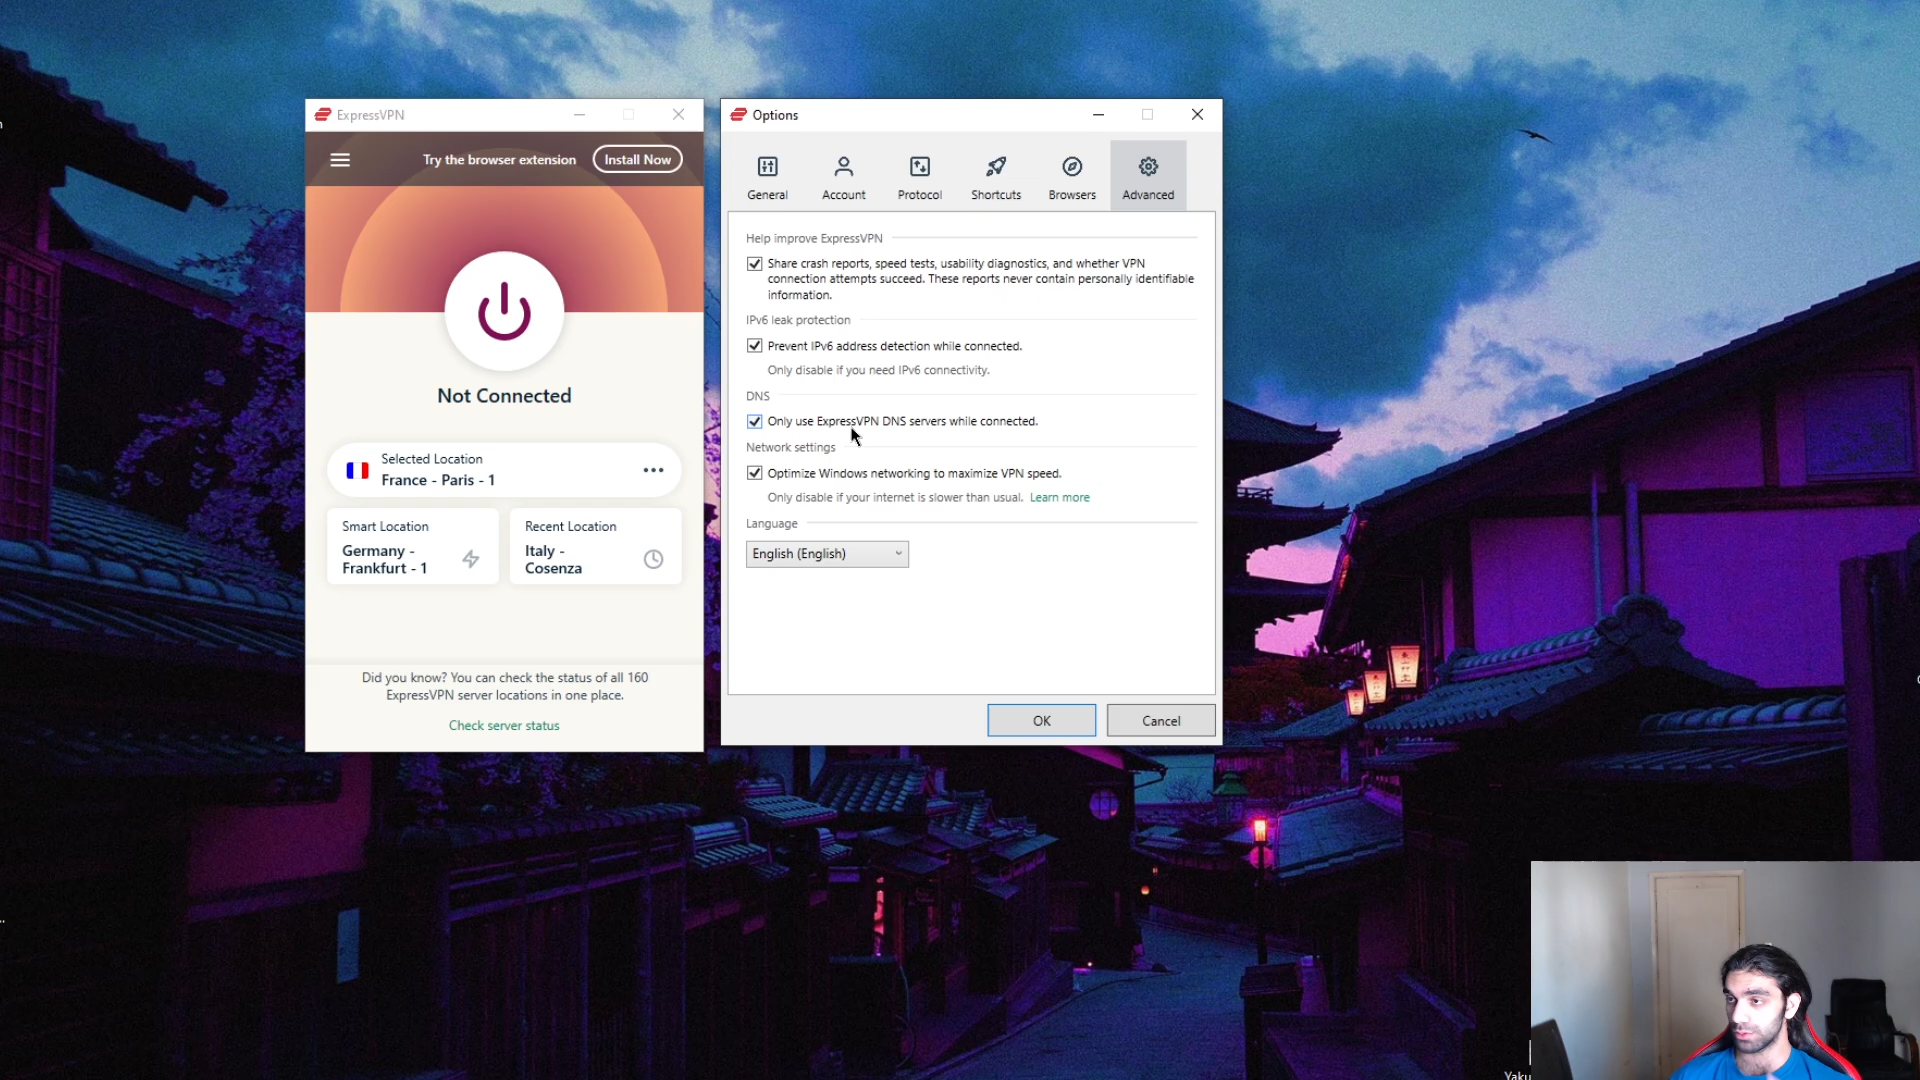 ExpressVPN
Try the browser extension
Install Now
Not Connected
Selected Location
France - Paris - 1
Smart Location
Germany -
Frankfurt - 1
Recent Location
Italy -
Cosenza
Did you know? You can check the status of all 160
ExpressVPN server locations in one place.
Check server status
Options
General
Account
Protocol
Shortcuts
Browsers
Advanced
Help improve ExpressVPN
Share crash reports, speed tests, usability diagnostics, and whether VPN
connection attempts succeed. These reports never contain personally identifiable
information.
IPv6 leak protection
Prevent IPv6 address detection while connected.
Only disable if you need IPv6 connectivity.
DNS
Only use ExpressVPN DNS servers while connected.
Network settings
Optimize Windows networking to maximize VPN speed.
Only disable if your internet is slower than usual. Learn more
Language
English (English)
OK
Cancel